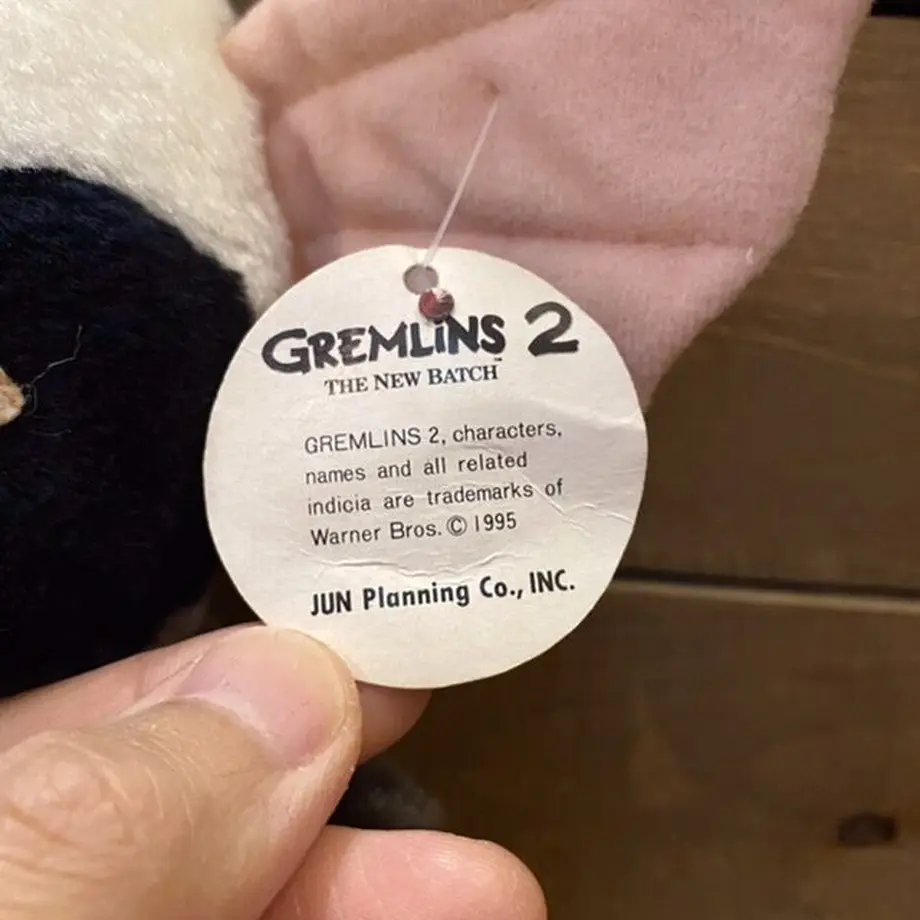 GREMLINS 2
THE NEW BATCH™
GREMLINS 2, characters,
names and all related
indicia are trademarks of
Warner Bros. © 1995
JUN Planning Co., INC.